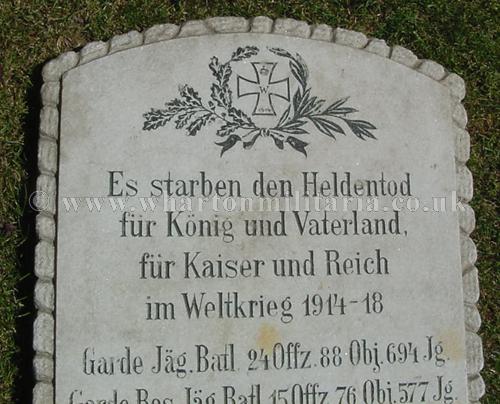 W
Es starben den Heldentod
für König und Vaterland,
© www.whartonmilitaria.co.uk
für Kaiser und Reich
im Weltkrieg 1914-18
Garde Jäg. Batl. 24 Offz. 88 Obj. 694 Jg.
Garde Res. Jäg. Batl. 15 Offz. 76 Obj. 577 Jg.